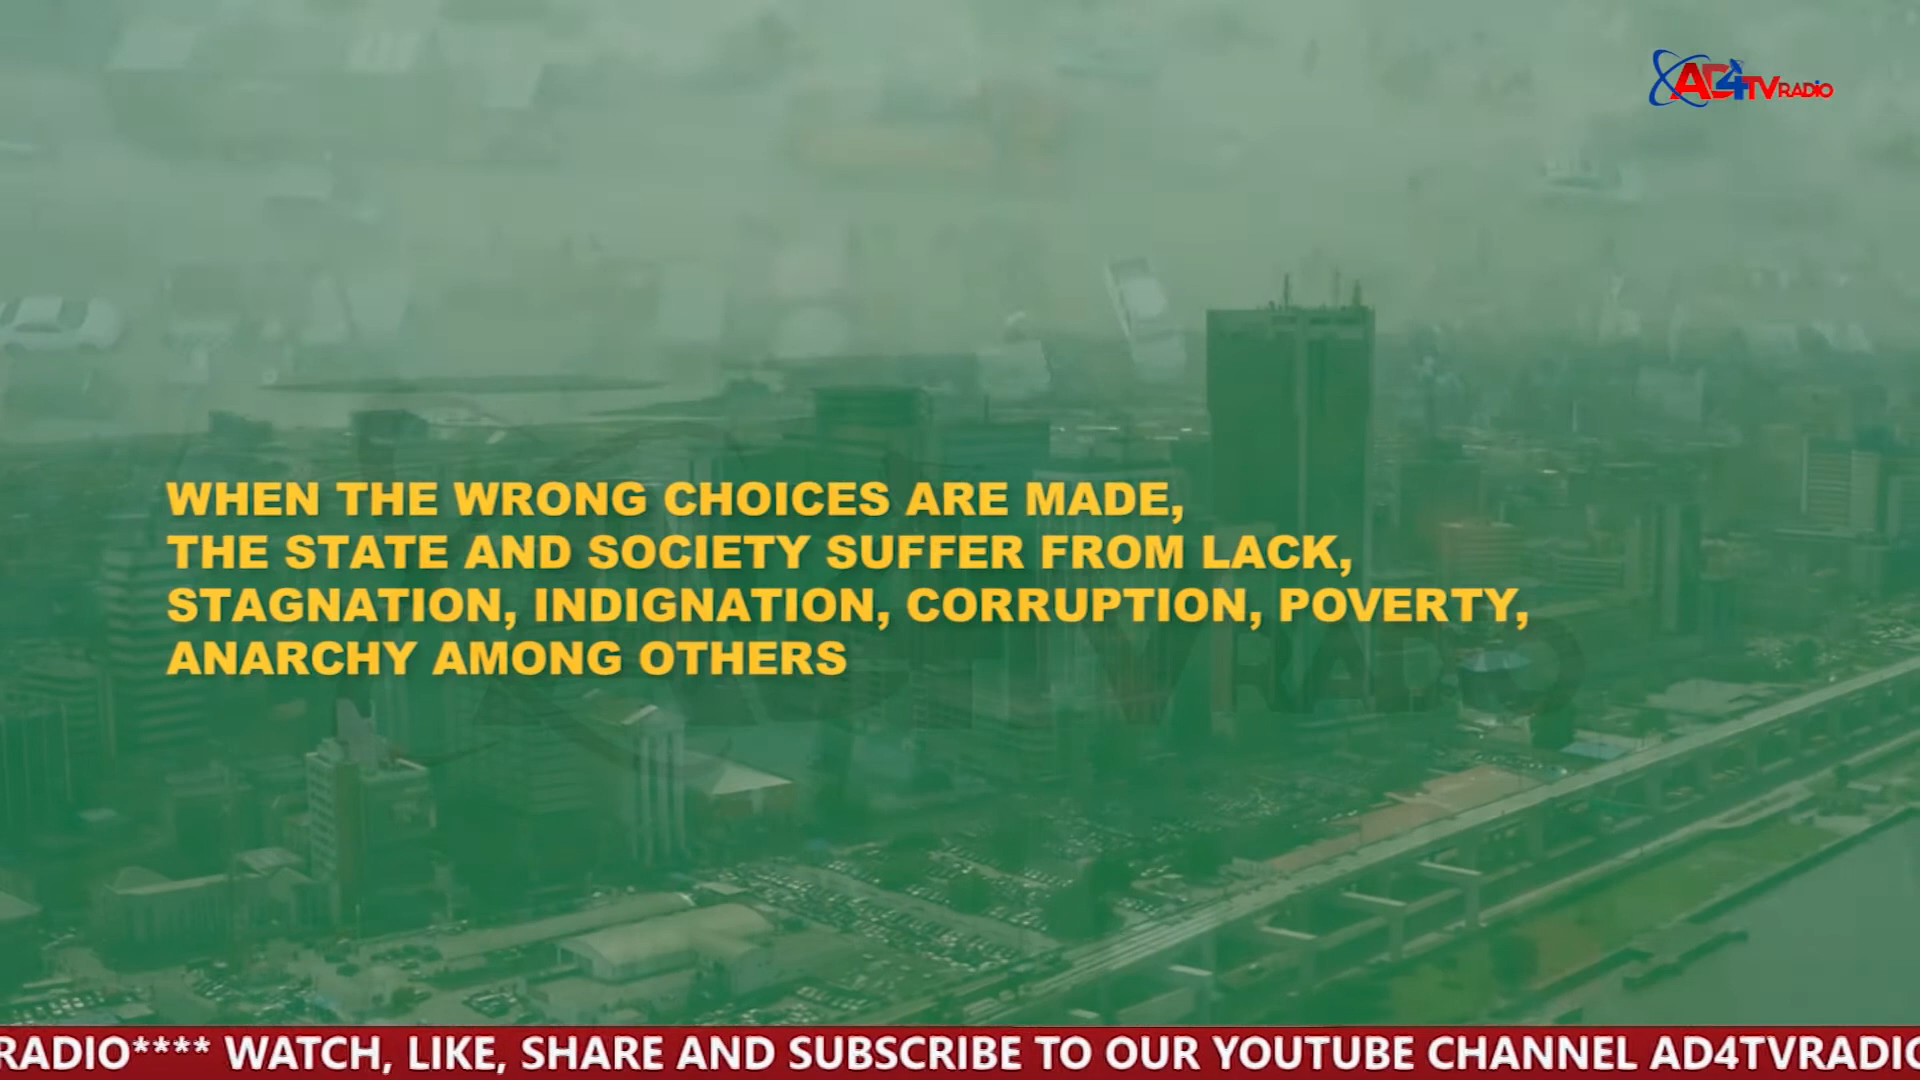 AD4TVRADIO
WHEN THE WRONG CHOICES ARE MADE,
THE STATE AND SOCIETY SUFFER FROM LACK,
STAGNATION, INDIGNATION, CORRUPTION, POVERTY,
ANARCHY AMONG OTHERS
RADIO**** WATCH, LIKE, SHARE AND SUBSCRIBE TO OUR YOUTUBE CHANNEL AD4TVRADIO